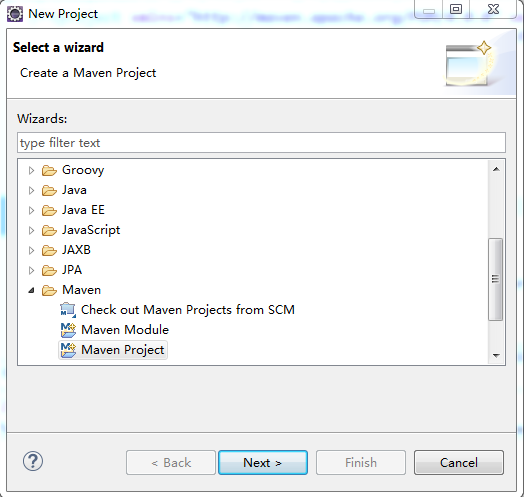 New Project
Select a wizard
Create a Maven Project
Wizards:
type filter text
Groovy
Java
Java EE
JavaScript
JAXB
JPA
Maven
Check out Maven Projects from SCM
Maven Module
Maven Project
< Back
Next >
Finish
Cancel